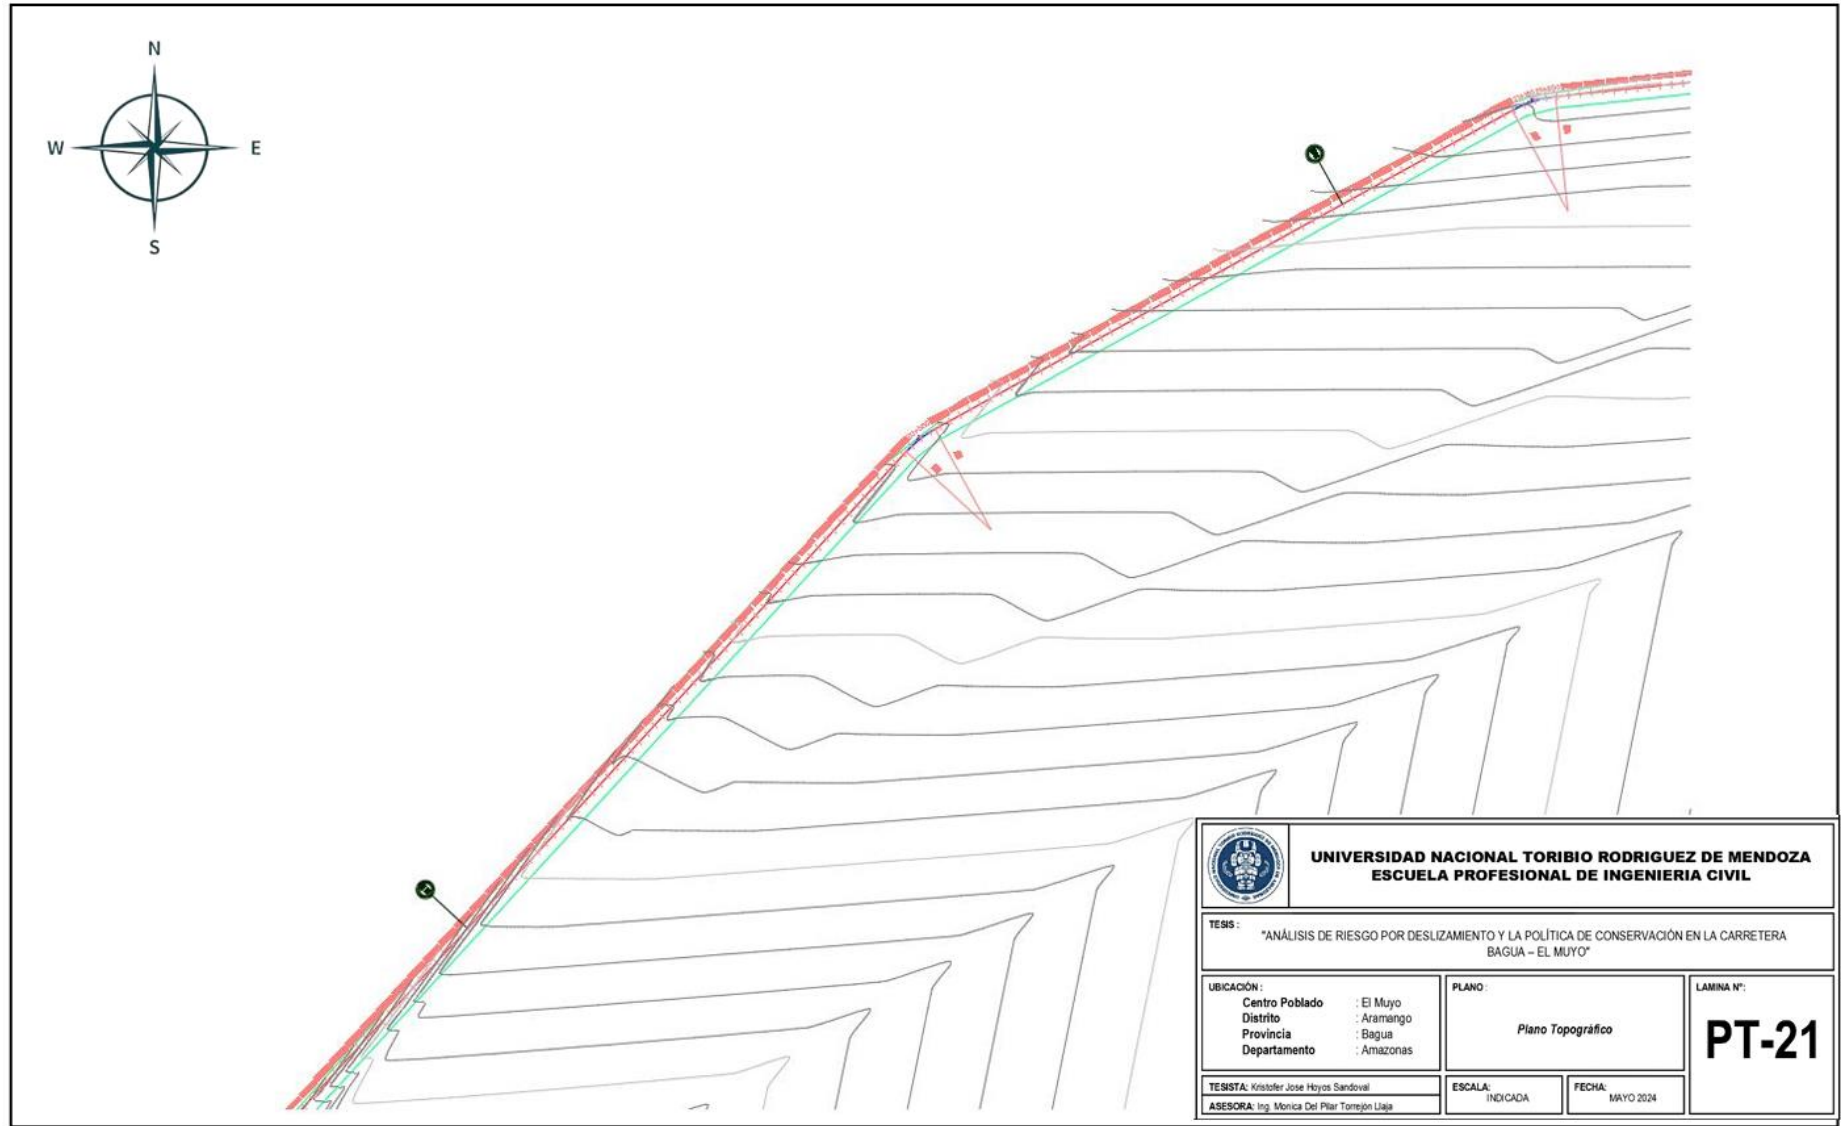 N
W
E
S
UNIVERSIDAD NACIONAL TORIBIO RODRIGUEZ DE MENDOZA
ESCUELA PROFESIONAL DE INGENIERIA CIVIL
TESIS :
"ANÁLISIS DE RIESGO POR DESLIZAMIENTO Y LA POLÍTICA DE CONSERVACIÓN EN LA CARRETERA
BAGUA – EL MUYO"
UBICACIÓN :
Centro Poblado : El Muyo
Distrito : Aramango
Provincia : Bagua
Departamento : Amazonas
PLANO :
Plano Topográfico
LAMINA N°:
PT-21
TESISTA: Kristofer Jose Hoyos Sandoval
ASESORA: Ing. Monica Del Pilar Torrejón Llaja
ESCALA:
INDICADA
FECHA:
MAYO 2024